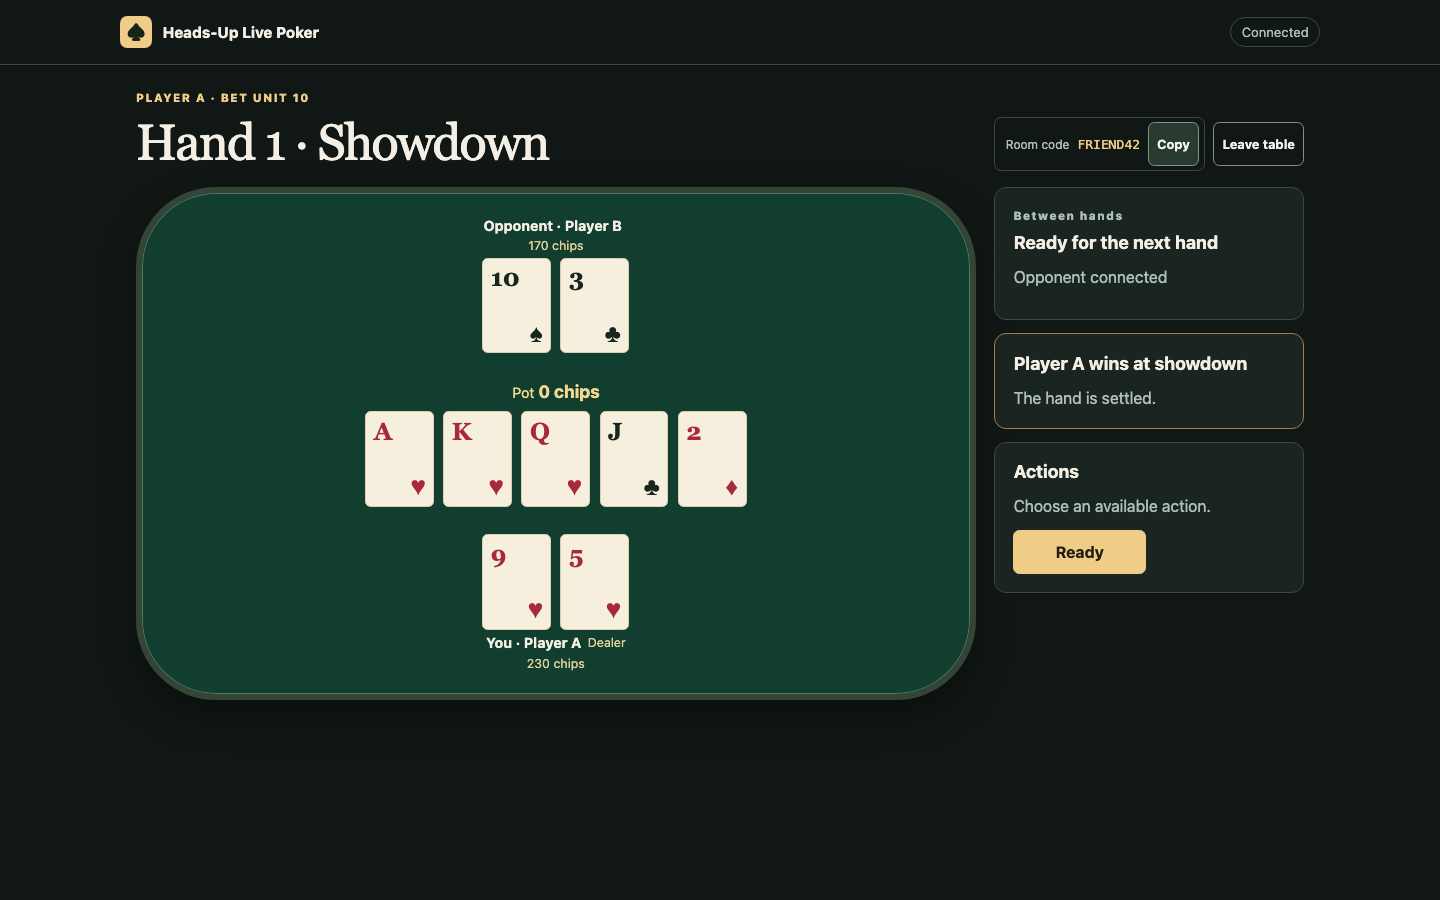 Heads-Up Live Poker
Connected
PLAYER A · BET UNIT 10
Hand 1 · Showdown
Room code FRIEND42 Copy Leave table
Opponent · Player B
170 chips
10 3
Pot 0 chips
A K Q J 2
9 5
You · Player A Dealer
230 chips
Between hands
Ready for the next hand
Opponent connected
Player A wins at showdown
The hand is settled.
Actions
Choose an available action.
Ready